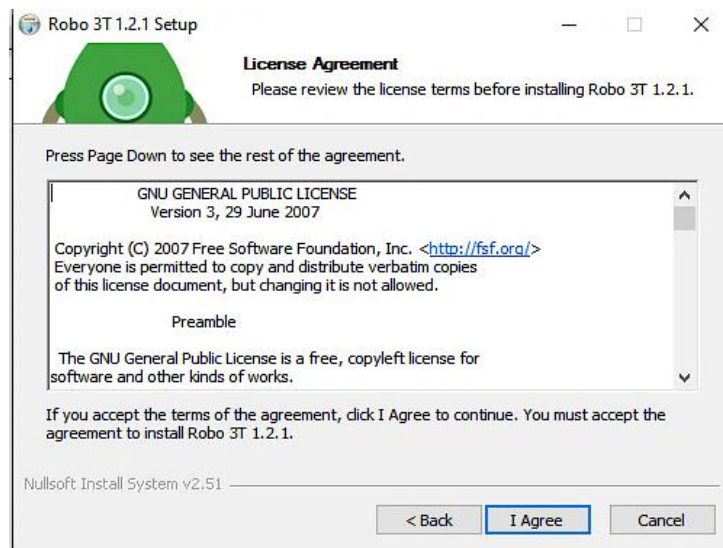 Robo 3T 1.2.1 Setup
License Agreement
Please review the license terms before installing Robo 3T 1.2.1.
Press Page Down to see the rest of the agreement.
GNU GENERAL PUBLIC LICENSE
Version 3, 29 June 2007
Copyright (C) 2007 Free Software Foundation, Inc. <http://fsf.org/>
Everyone is permitted to copy and distribute verbatim copies
of this license document, but changing it is not allowed.
Preamble
The GNU General Public License is a free, copyleft license for
software and other kinds of works.
If you accept the terms of the agreement, click I Agree to continue. You must accept the
agreement to install Robo 3T 1.2.1.
Nullsoft Install System v2.51
< Back I Agree Cancel